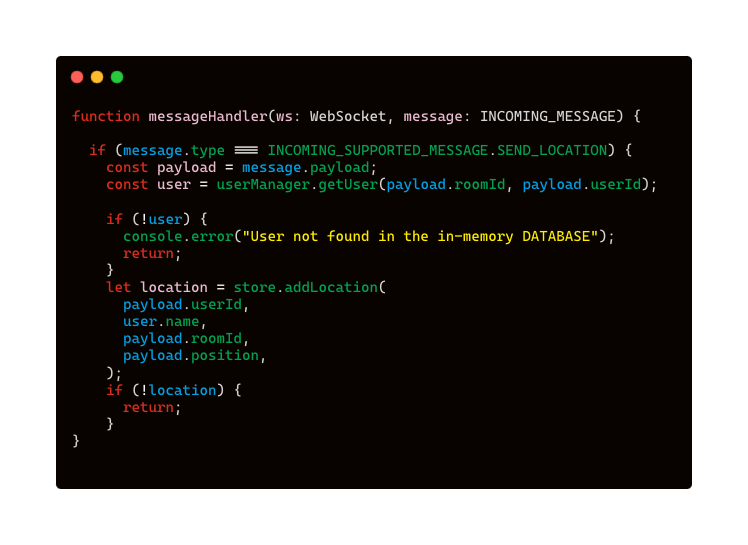 function messageHandler(ws: WebSocket, message: INCOMING_MESSAGE) {
if (message.type === INCOMING_SUPPORTED_MESSAGE.SEND_LOCATION) {
const payload = message.payload;
const user = userManager.getUser(payload.roomId, payload.userId);
if (!user) {
console.error("User not found in the in-memory DATABASE");
return;
}
let location = store.addLocation(
payload.userId,
user.name,
payload.roomId,
payload.position,
);
if (!location) {
return;
}
}